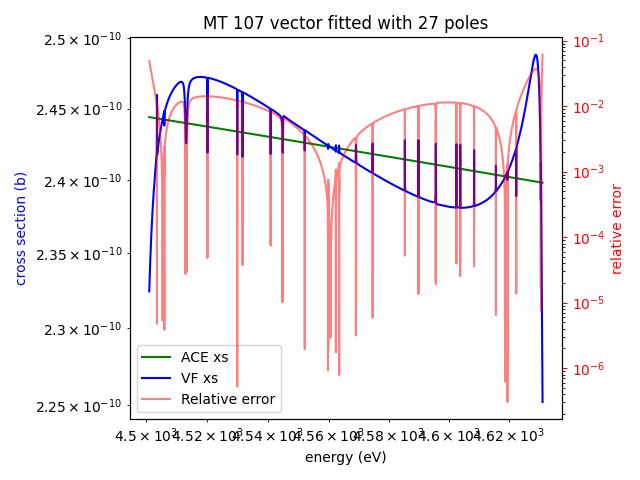 MT 107 vector fitted with 27 poles
2.5 × 10⁻¹⁰
2.45 × 10⁻¹⁰
2.4 × 10⁻¹⁰
2.35 × 10⁻¹⁰
2.3 × 10⁻¹⁰
2.25 × 10⁻¹⁰
cross section (b)
10⁻¹
10⁻²
10⁻³
10⁻⁴
10⁻⁵
10⁻⁶
relative error
ACE xs
VF xs
Relative error
4.5 × 10³ 4.52 × 10³ 4.54 × 10³ 4.56 × 10³ 4.58 × 10³ 4.6 × 10³ 4.62 × 10³
energy (eV)